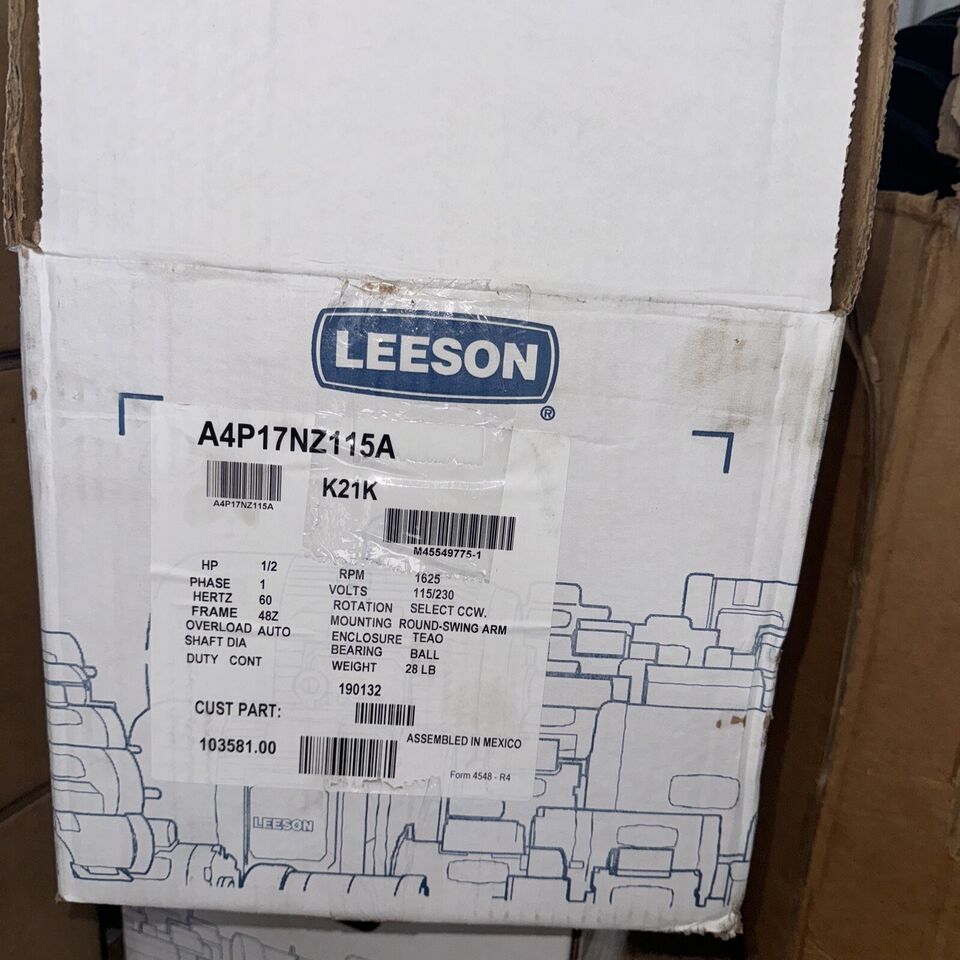 LEESON
®
A4P17NZ115A
K21K
A4P17NZ115A
M45549775-1
HP 1/2
PHASE 1
HERTZ 60
FRAME 48Z
OVERLOAD AUTO
SHAFT DIA
DUTY CONT
RPM 1625
VOLTS 115/230
ROTATION SELECT CCW.
MOUNTING ROUND-SWING ARM
ENCLOSURE TEAO
BEARING BALL
WEIGHT 28 LB
190132
CUST PART:
103581.00
ASSEMBLED IN MEXICO
Form 4548 - R4
LEESON